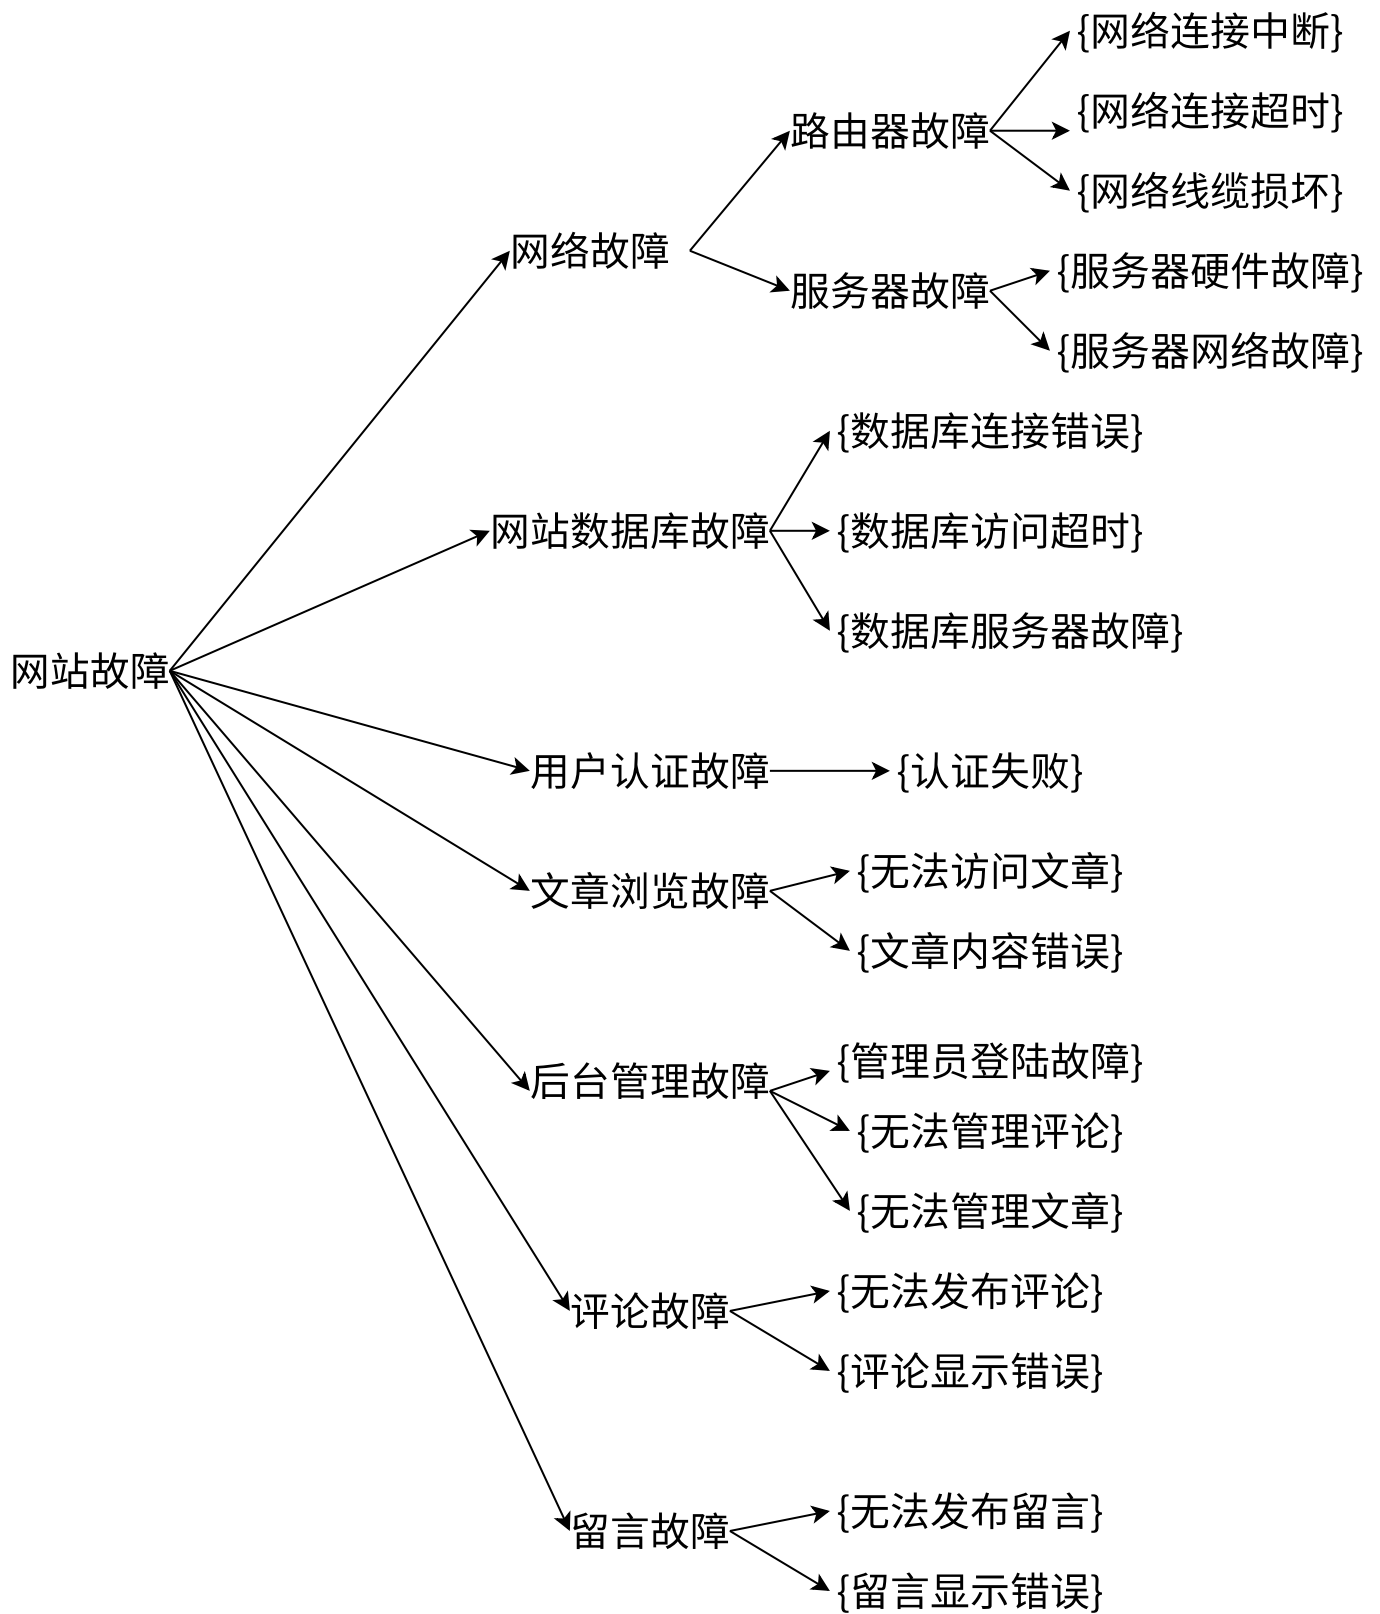 {网络连接中断}
{网络连接超时}
路由器故障
{网络线缆损坏}
网络故障
{服务器硬件故障}
服务器故障
{服务器网络故障}
{数据库连接错误}
网站数据库故障
{数据库访问超时}
{数据库服务器故障}
网站故障
用户认证故障
{认证失败}
{无法访问文章}
文章浏览故障
{文章内容错误}
{管理员登陆故障}
后台管理故障
{无法管理评论}
{无法管理文章}
{无法发布评论}
评论故障
{评论显示错误}
{无法发布留言}
留言故障
{留言显示错误}